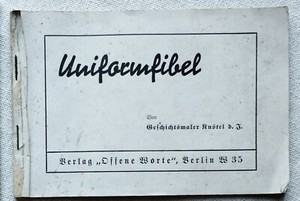 Uniformfibel
Von
Geschichtsmaler Knötel d. J.
Verlag „Offene Worte“, Berlin W 35